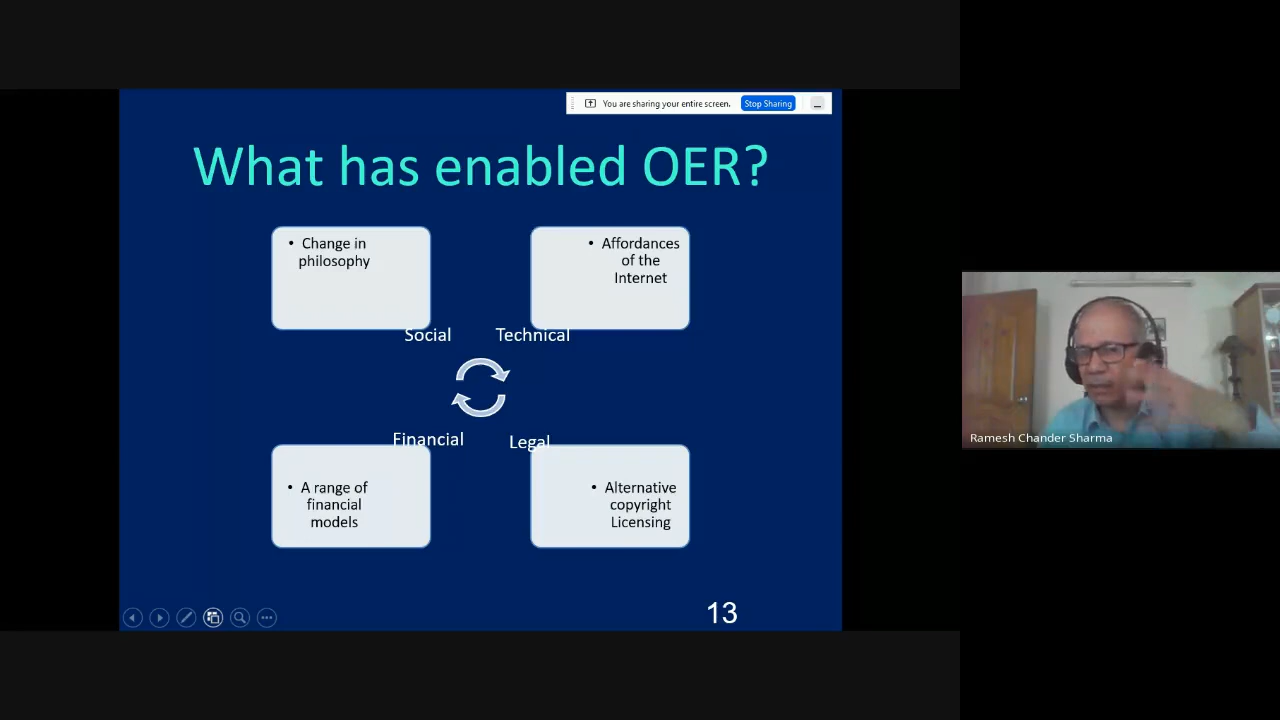 You are sharing your entire screen. Stop Sharing
What has enabled OER?
• Change in
philosophy
• Affordances
of the
Internet
Social
Technical
Financial
Legal
• A range of
financial
models
• Alternative
copyright
Licensing
13
Ramesh Chander Sharma